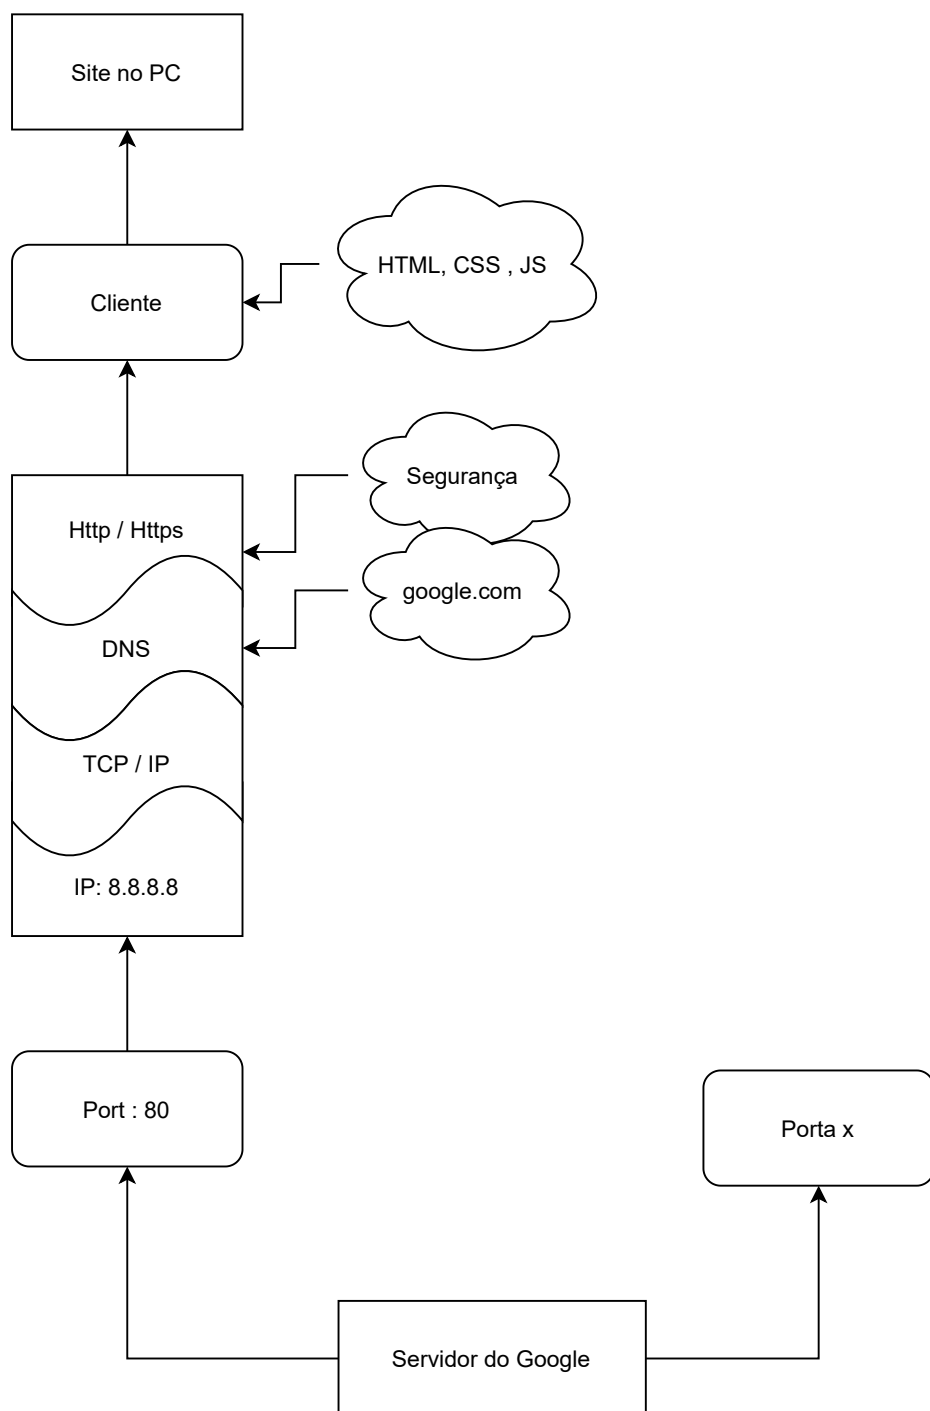 Site no PC
HTML, CSS , JS
Cliente
Segurança
Http / Https
google.com
DNS
TCP / IP
IP: 8.8.8.8
Port : 80
Porta x
Servidor do Google